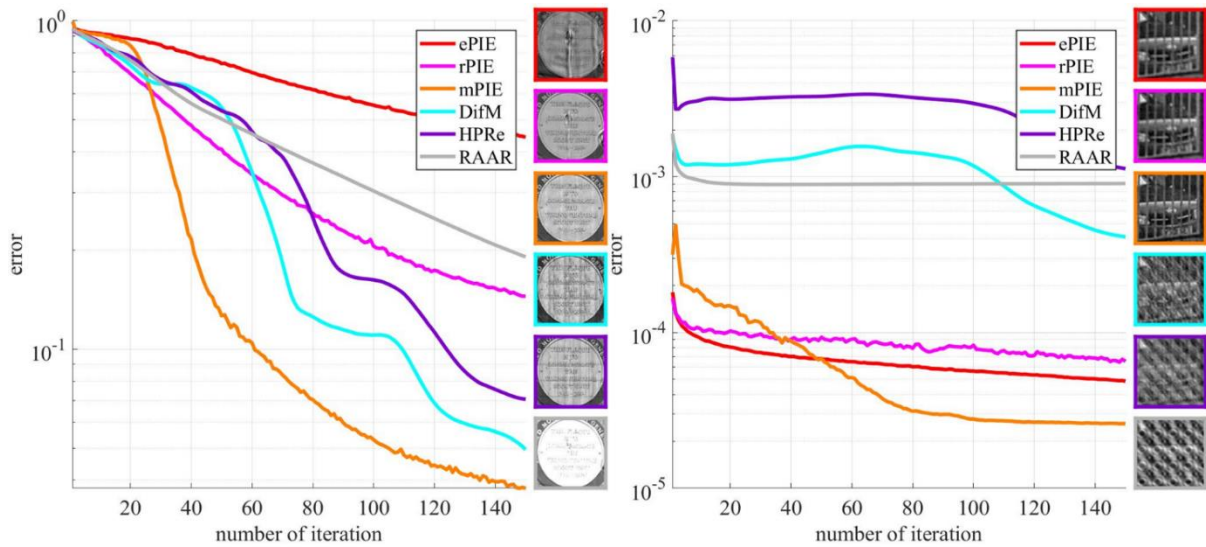 10^0
10^-1
error
20 40 60 80 100 120 140
number of iteration
ePIE
rPIE
mPIE
DifM
HPRe
RAAR
10^-2
10^-3
10^-4
10^-5
error
20 40 60 80 100 120 140
number of iteration
ePIE
rPIE
mPIE
DifM
HPRe
RAAR